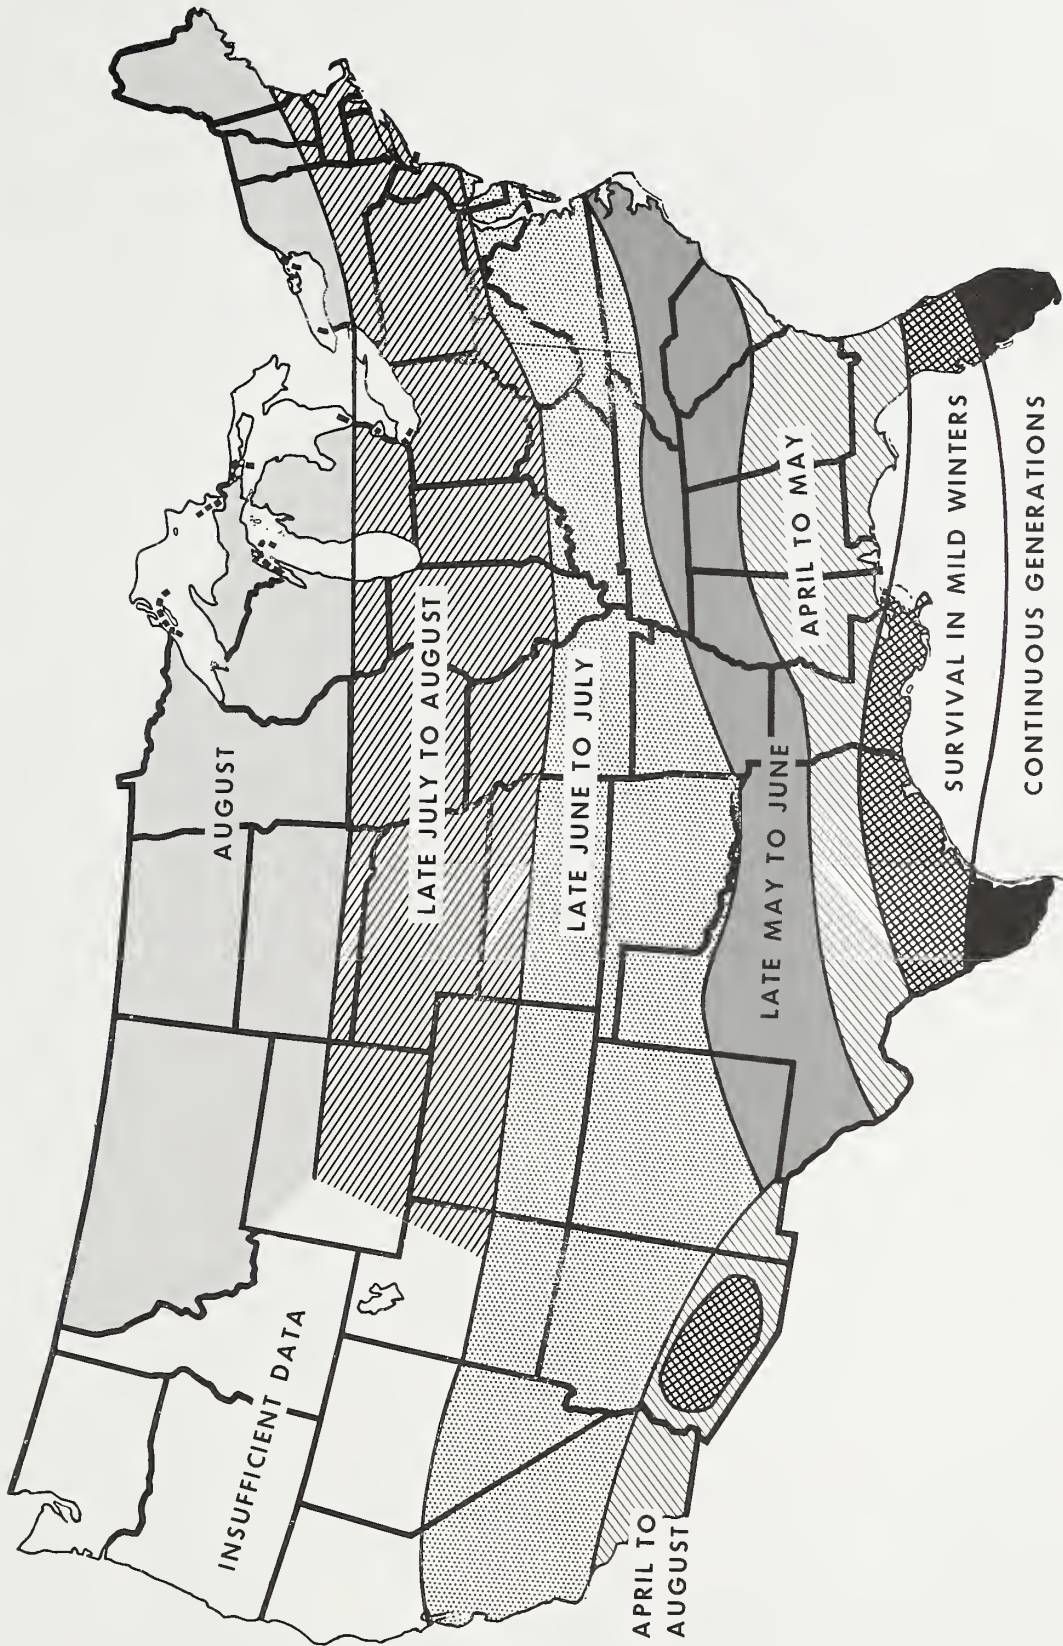 AUGUST
INSUFFICIENT DATA
LATE JULY TO AUGUST
LATE JUNE TO JULY
LATE MAY TO JUNE
APRIL TO MAY
APRIL TO
AUGUST
SURVIVAL IN MILD WINTERS
CONTINUOUS GENERATIONS